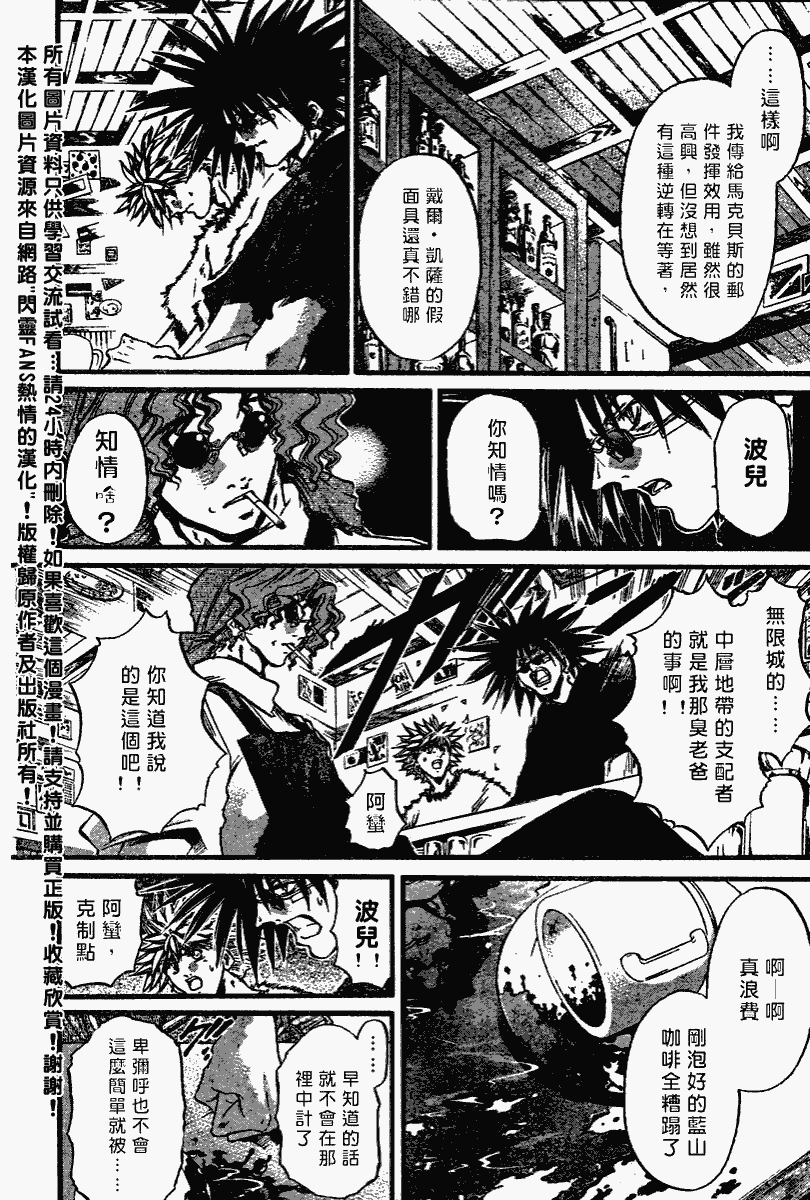 ……這樣啊
我傳給馬克貝斯的郵
件發揮效用，雖然很
高興，但沒想到居然
有這種逆轉在等著，
戴爾・凱薩的假
面具還真不錯哪
波兒
你知情嗎？
知情啥？
無限城的……
中層地帶的支配者
就是我那臭老爸
的事啊！！
阿蠻
你知道我說
的是這個吧！！
啊—啊
真浪費
剛泡好的藍山
咖啡全糟蹋了
波兒！！
阿蠻，
克制點
……
早知道的話
就不會在那
裡中計了
卑彌呼也不會
這麼簡單就被……
所有圖片資料只供學習交流試看…請24小時內刪除！如果喜歡這個漫畫！請支持並購買正版！收藏欣賞！謝謝！
本漢化圖片資源來自網路"閃靈FANS熱情的漢化"！版權歸原作者及出版社所有！